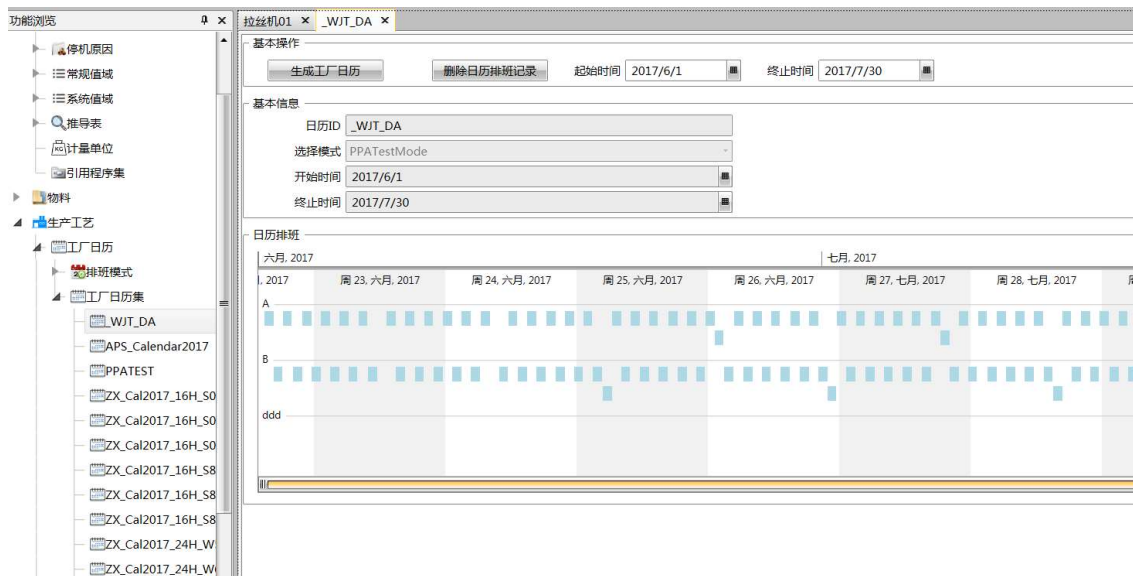 功能浏览
停机原因
常规值域
系统值域
推导表
计量单位
引用程序集
物料
生产工艺
工厂日历
排班模式
工厂日历集
_WJT_DA
APS_Calendar2017
PPATEST
ZX_Cal2017_16H_S0
ZX_Cal2017_16H_S0
ZX_Cal2017_16H_S0
ZX_Cal2017_16H_S8
ZX_Cal2017_16H_S8
ZX_Cal2017_16H_S8
ZX_Cal2017_24H_W
ZX_Cal2017_24H_W
拉丝机01 _WJT_DA
基本操作
生成工厂日历 删除日历排班记录 起始时间 2017/6/1 终止时间 2017/7/30
基本信息
日历ID _WJT_DA
选择模式 PPATestMode
开始时间 2017/6/1
终止时间 2017/7/30
日历排班
六月, 2017 七月, 2017
, 2017 周 23, 六月, 2017 周 24, 六月, 2017 周 25, 六月, 2017 周 26, 六月, 2017 周 27, 七月, 2017 周 28, 七月, 2017
A
B
ddd